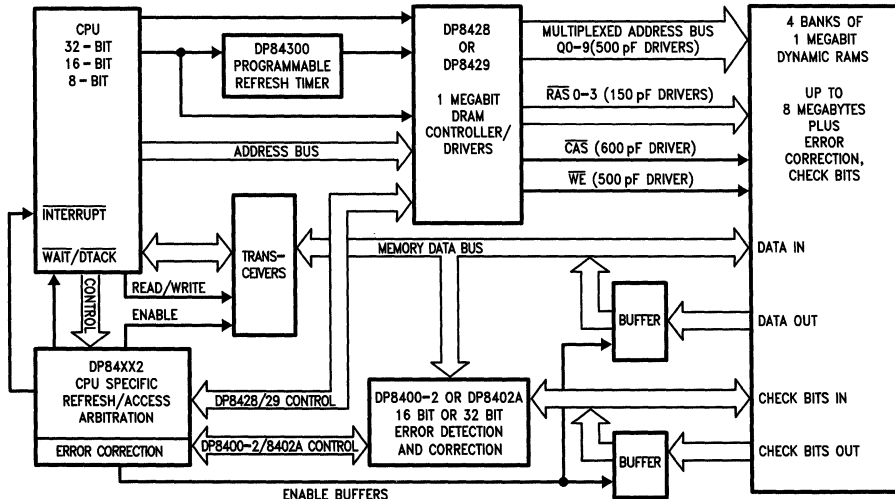 CPU
32-BIT
16-BIT
8-BIT
INTERRUPT
WAIT/DTACK
DP84300
PROGRAMMABLE
REFRESH TIMER
ADDRESS BUS
DP8428
OR
DP8429
1 MEGABIT
DRAM
CONTROLLER/
DRIVERS
MULTIPLEXED ADDRESS BUS
Q0-9(500 pF DRIVERS)
RAS 0-3 (150 pF DRIVERS)
CAS (600 pF DRIVER)
WE (500 pF DRIVER)
4 BANKS OF
1 MEGABIT
DYNAMIC RAMS
UP TO
8 MEGABYTES
PLUS
ERROR
CORRECTION,
CHECK BITS
DATA IN
DATA OUT
CHECK BITS IN
CHECK BITS OUT
TRANS-
CEIVERS
MEMORY DATA BUS
CONTROL
READ/WRITE
ENABLE
BUFFER
DP84XX2
CPU SPECIFIC
REFRESH/ACCESS
ARBITRATION
ERROR CORRECTION
DP8428/29 CONTROL
DP8400-2/8402A CONTROL
DP8400-2 OR DP8402A
16 BIT OR 32 BIT
ERROR DETECTION
AND CORRECTION
BUFFER
ENABLE BUFFERS